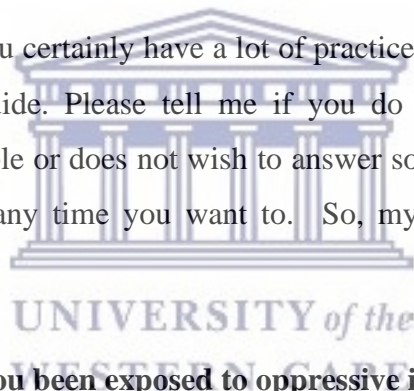 u certainly have a lot of practice
ide. Please tell me if you do
le or does not wish to answer so
any time you want to. So, my
UNIVERSITY of the
ou been exposed to oppressive i
WESTERN CAPE